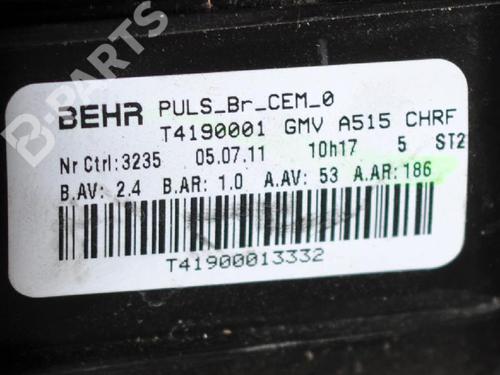 B-PARTS
BEHR PULS_Br_CEM_0
T4190001 GMV A515 CHRF
Nr Ctrl:3235 05.07.11 10h17 5 ST2
B.AV: 2.4 B.AR: 1.0 A.AV: 53 A.AR:186
T41900013332